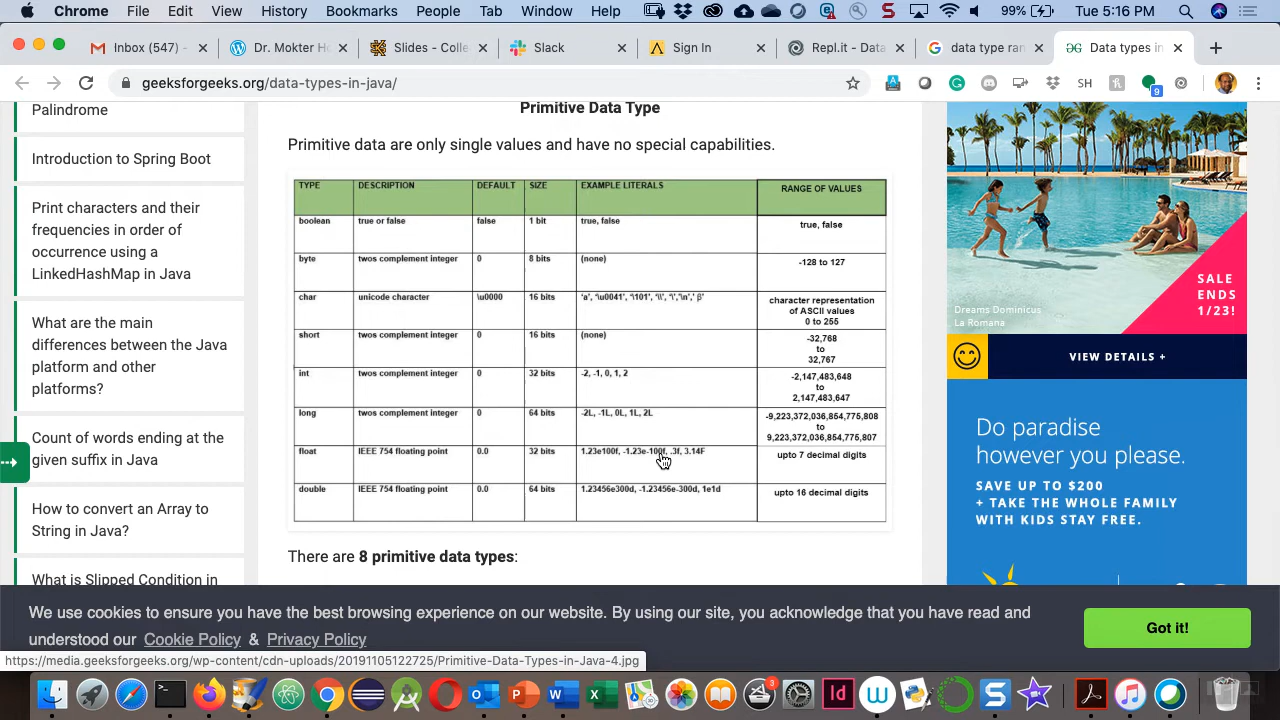 Chrome File Edit View History Bookmarks People Tab Window Help 99% Tue 5:16 PM
Inbox (547) - Dr. Mokter Ho Slides - Colle Slack Sign In Repl.it - Data data type ran Data types in
geeksforgeeks.org/data-types-in-java/
SH
9
Palindrome
Introduction to Spring Boot
Print characters and their
frequencies in order of
occurrence using a
LinkedHashMap in Java
What are the main
differences between the Java
platform and other
platforms?
Count of words ending at the
given suffix in Java
How to convert an Array to
String in Java?
What is Slipped Condition in
Primitive Data Type
Primitive data are only single values and have no special capabilities.
TYPE DESCRIPTION DEFAULT SIZE EXAMPLE LITERALS RANGE OF VALUES
boolean true or false false 1 bit true, false true, false
byte twos complement integer 0 8 bits (none) -128 to 127
char unicode character \u0000 16 bits 'a', '\u0041', '\101', '\\', '\'', '\n', ' β' character representation
of ASCII values
0 to 255
short twos complement integer 0 16 bits (none) -32,768
to
32,767
int twos complement integer 0 32 bits -2, -1, 0, 1, 2 -2,147,483,648
to
2,147,483,647
long twos complement integer 0 64 bits -2L, -1L, 0L, 1L, 2L -9,223,372,036,854,775,808
to
9,223,372,036,854,775,807
float IEEE 754 floating point 0.0 32 bits 1.23e100f, -1.23e-100f, .3f, 3.14F upto 7 decimal digits
double IEEE 754 floating point 0.0 64 bits 1.23456e300d, -1.23456e-300d, 1e1d upto 16 decimal digits
There are 8 primitive data types:
SALE
ENDS
1/23!
Dreams Dominicus
La Romana
VIEW DETAILS +
Do paradise
however you please.
SAVE UP TO $200
+ TAKE THE WHOLE FAMILY
WITH KIDS STAY FREE.
We use cookies to ensure you have the best browsing experience on our website. By using our site, you acknowledge that you have read and
understood our Cookie Policy & Privacy Policy
Got it!
https://media.geeksforgeeks.org/wp-content/cdn-uploads/20191105122725/Primitive-Data-Types-in-Java-4.jpg
3